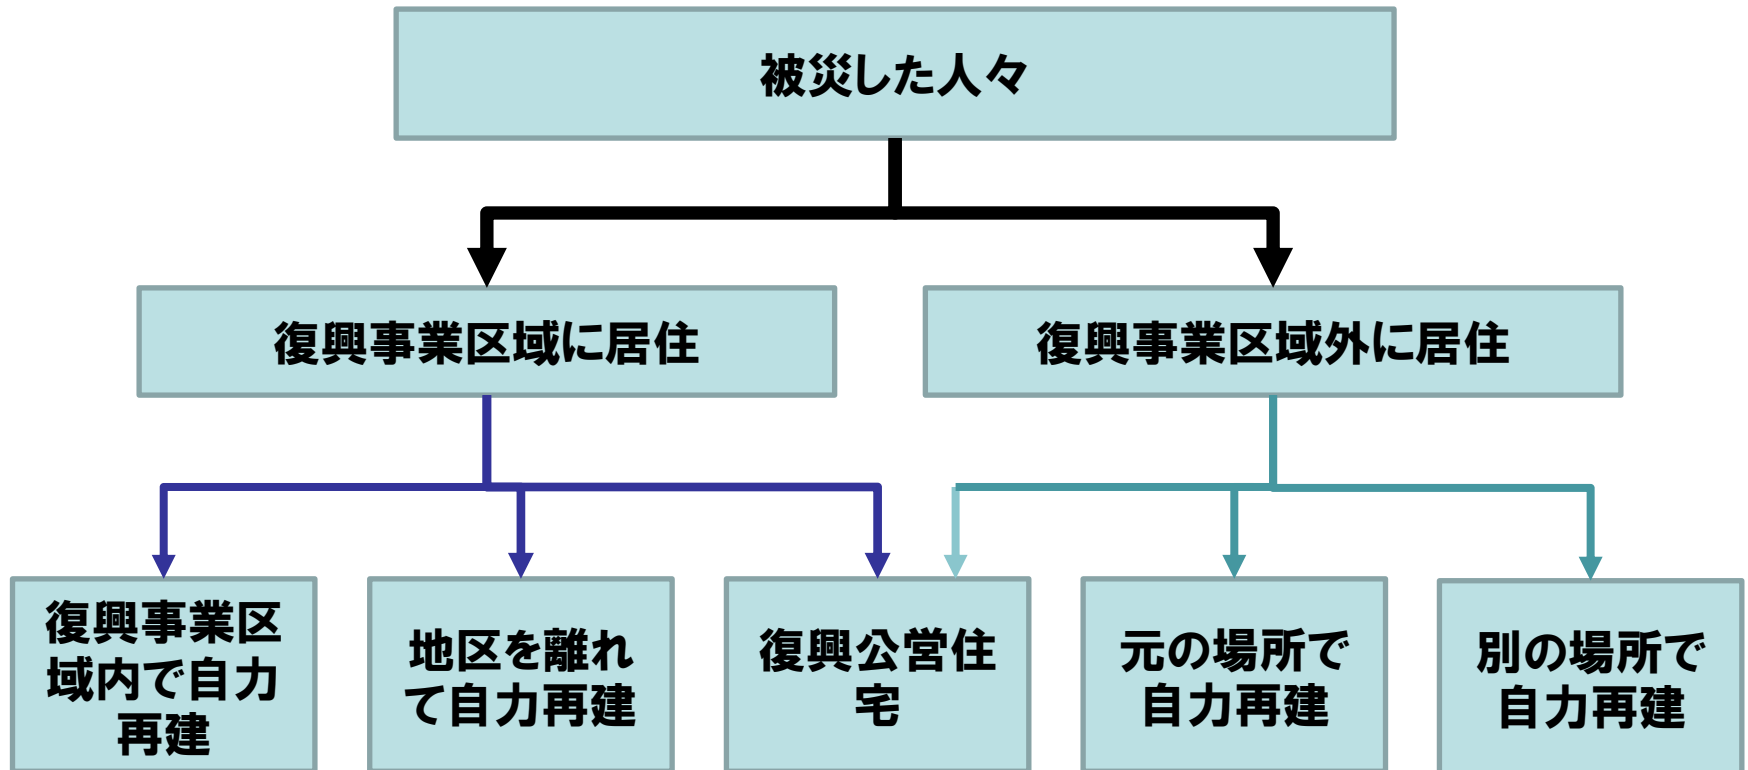 被災した人々
復興事業区域に居住
復興事業区域外に居住
復興事業区
域内で自力
再建
地区を離れ
て自力再建
復興公営住
宅
元の場所で
自力再建
別の場所で
自力再建